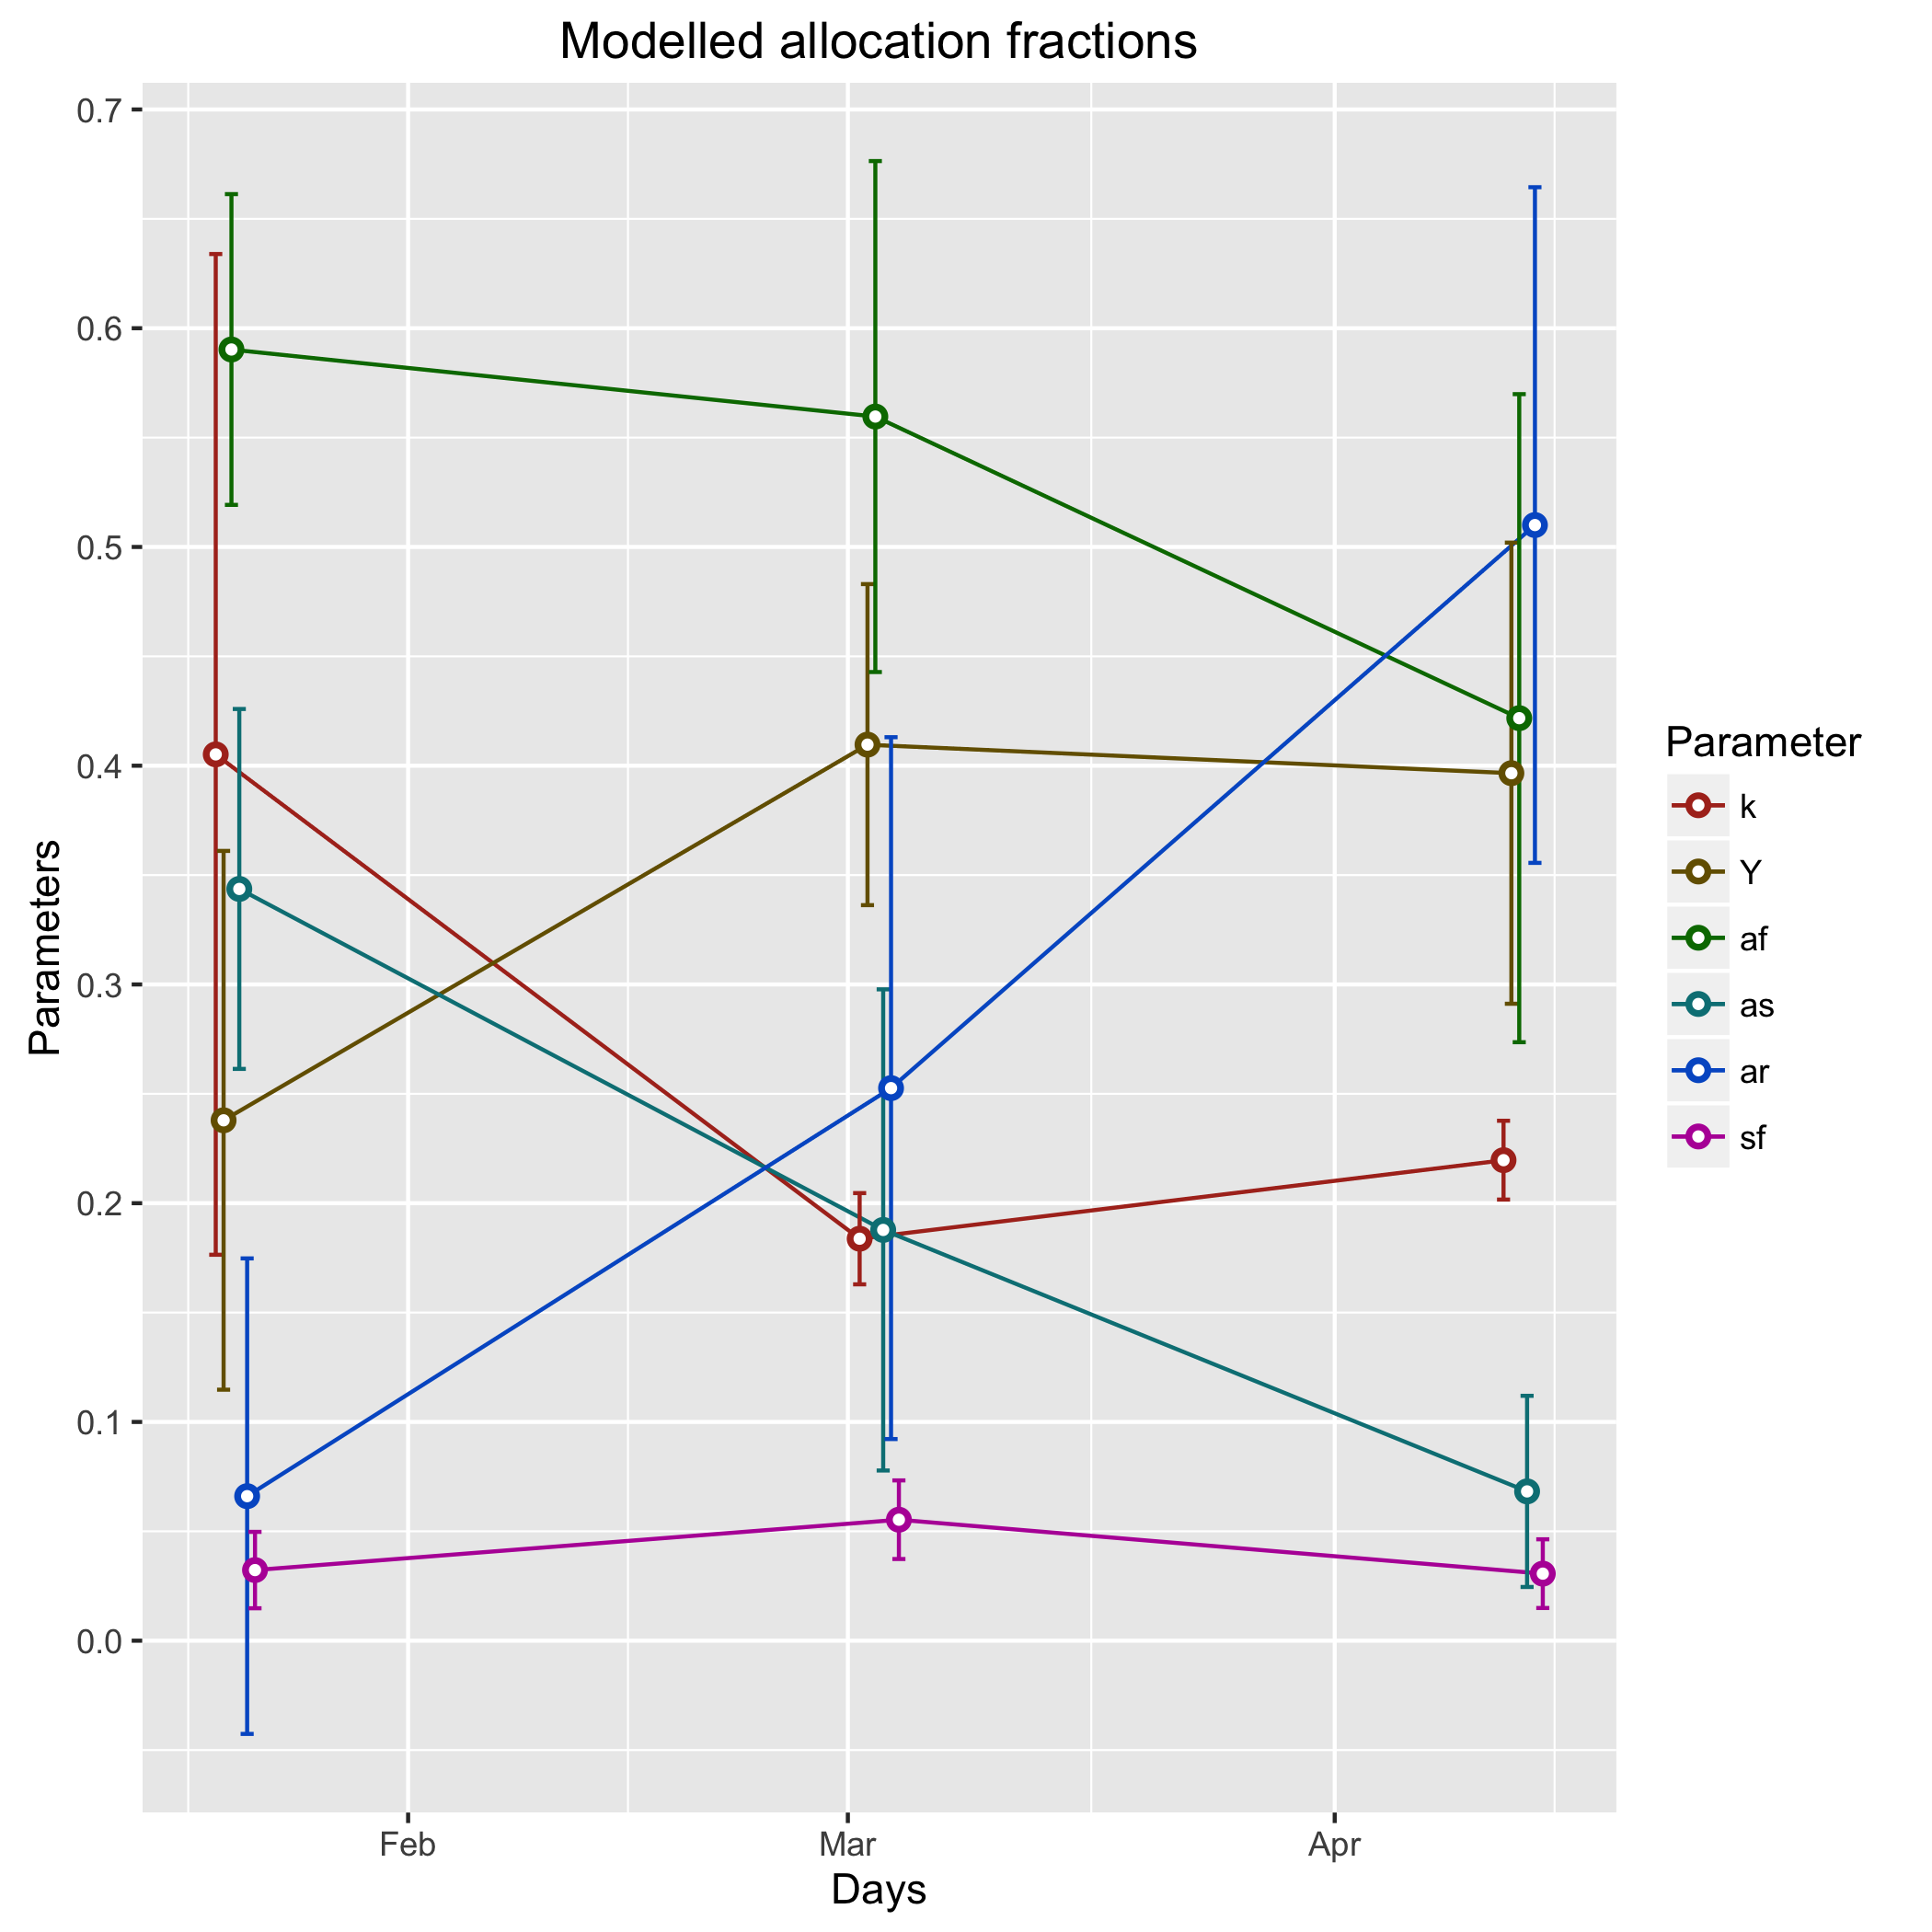 Modelled allocation fractions
0.7
0.6
0.5
0.4
0.3
0.2
0.1
0.0
Parameters
Feb
Mar
Apr
Days
Parameter
k
Y
af
as
ar
sf